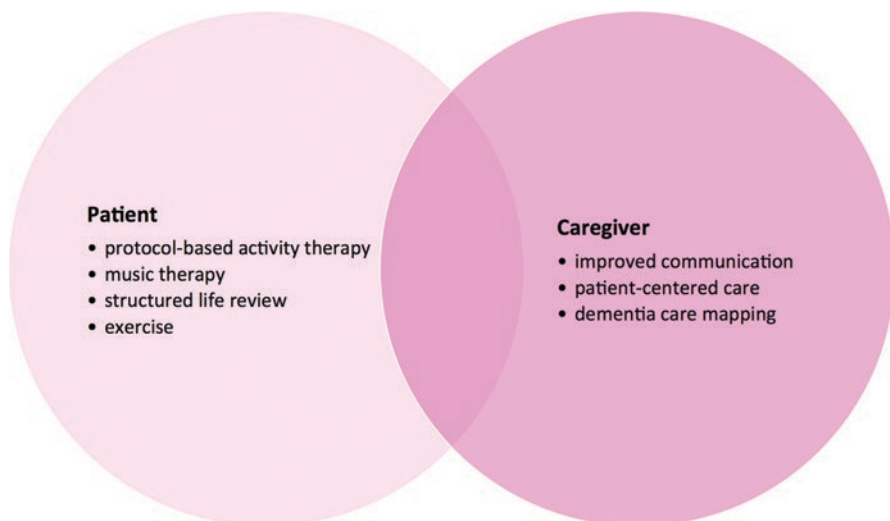 Patient
• protocol-based activity therapy
• music therapy
• structured life review
• exercise
Caregiver
• improved communication
• patient-centered care
• dementia care mapping